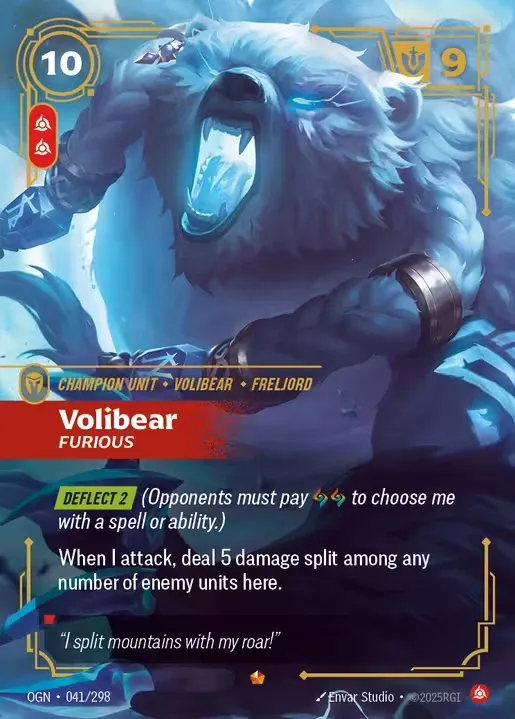 10
9
CHAMPION UNIT • VOLIBEAR • FRELJORD
Volibear
FURIOUS
DEFLECT 2 (Opponents must pay to choose me
with a spell or ability.)
When I attack, deal 5 damage split among any
number of enemy units here.
“I split mountains with my roar!”
OGN • 041/298
Envar Studio • ©2025RGI